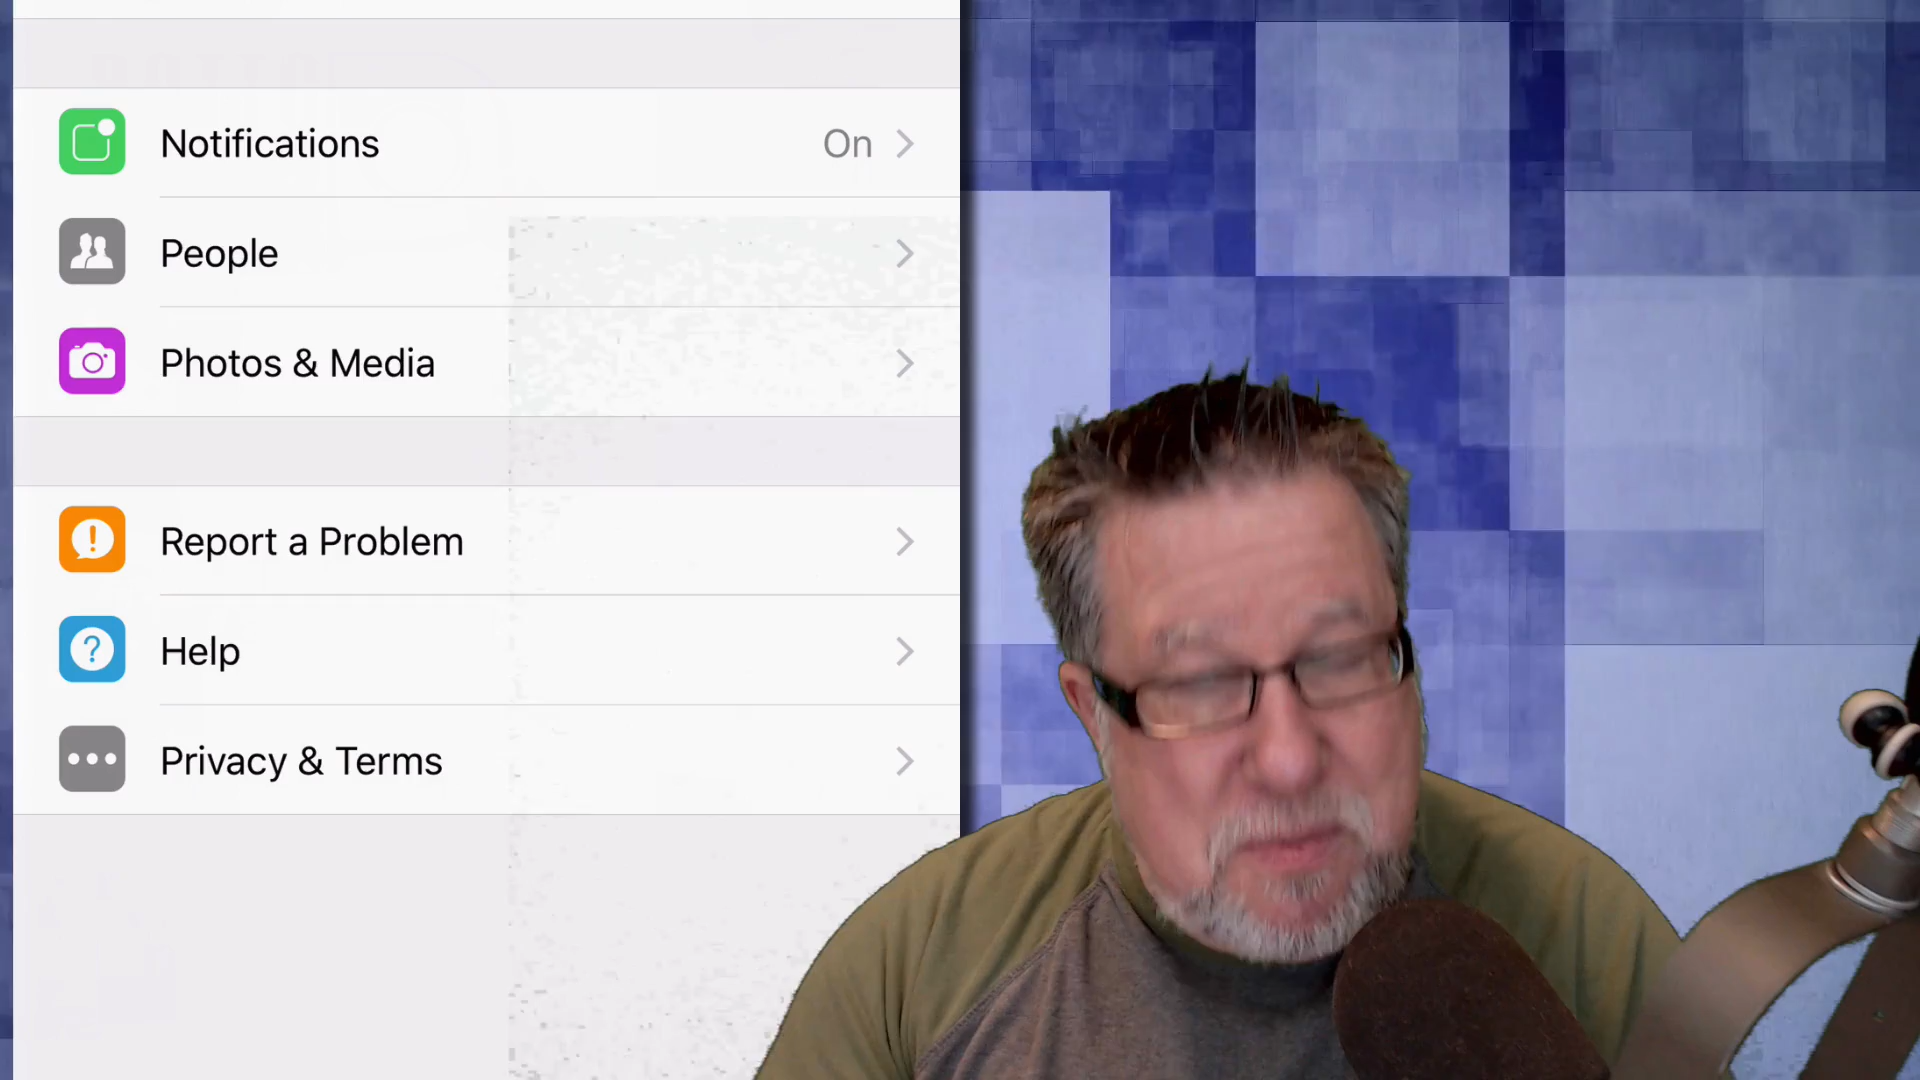 Notifications
On
People
Photos & Media
Report a Problem
Help
Privacy & Terms